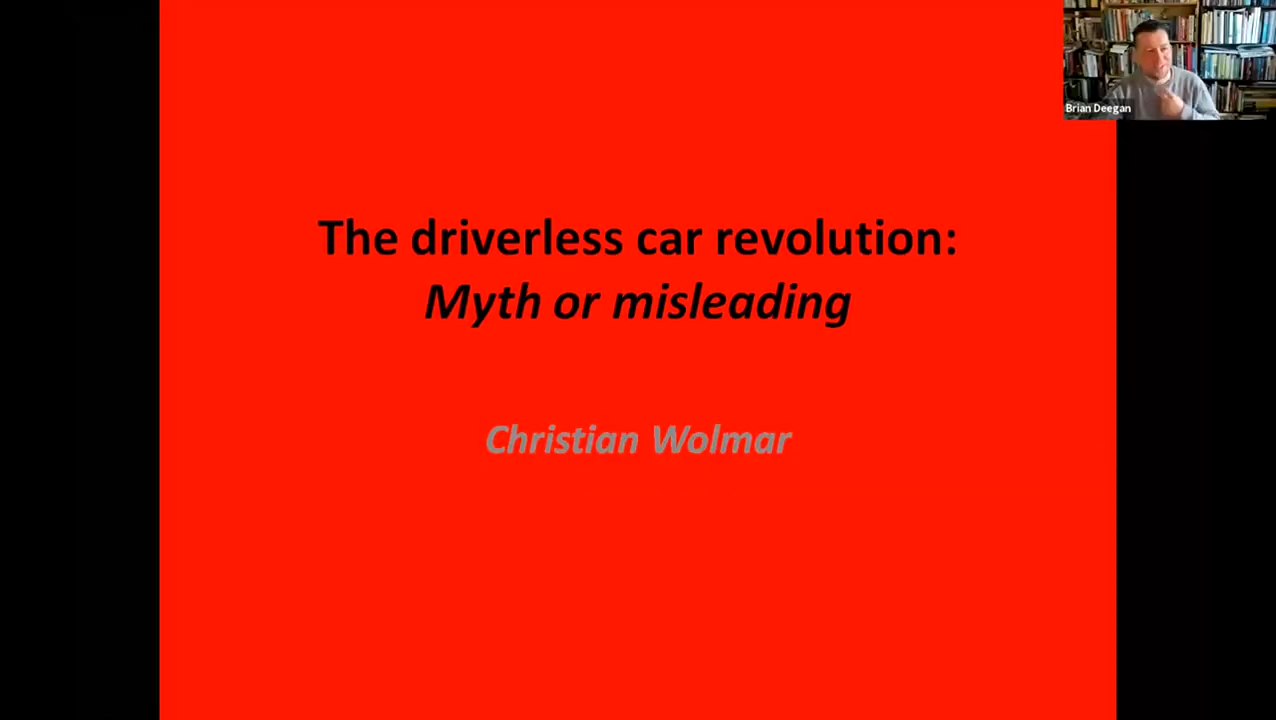 Brian Deegan
The driverless car revolution:
Myth or misleading
Christian Wolmar